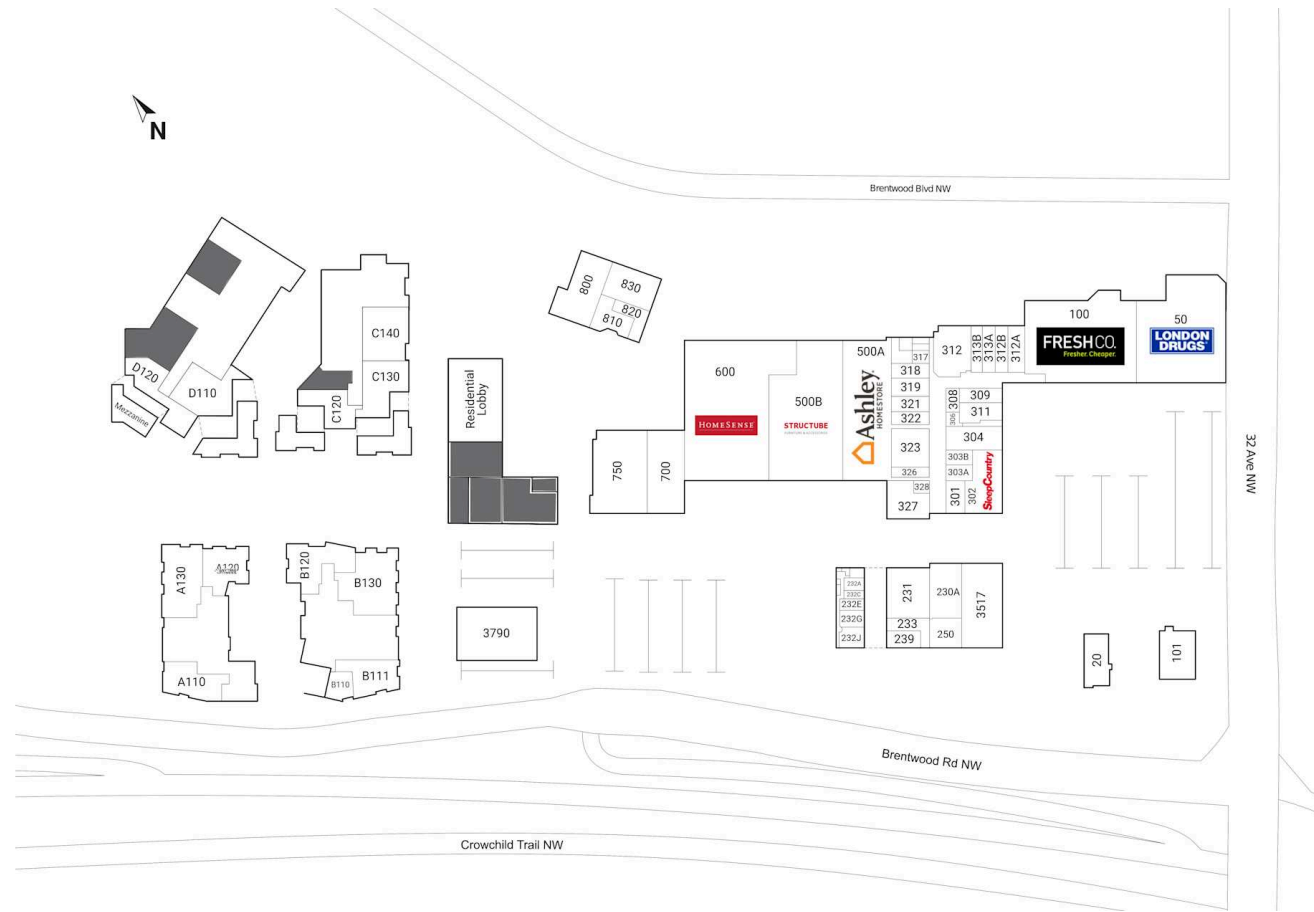 N
Brentwood Blvd NW
800
830
820
810
100
FRESHCO.
Fresher. Cheaper.
50
LONDON
DRUGS
C140
C130
C120
D120
D110
Mezzanine
Residential
Lobby
600
HOMESENSE
500B
STRUCTUBE
500A
Ashley
HOMESTORE
317
318
319
321
322
323
326
328
327
312
313B
313A
312B
312A
308
309
306
311
304
303B
303A
301
302
SleepCountry
750
700
32 Ave NW
A130
A120
A110
B120
B130
B110
B111
3790
232A
232C
232E
232G
232J
231
233
239
230A
250
3517
20
101
Brentwood Rd NW
Crowchild Trail NW